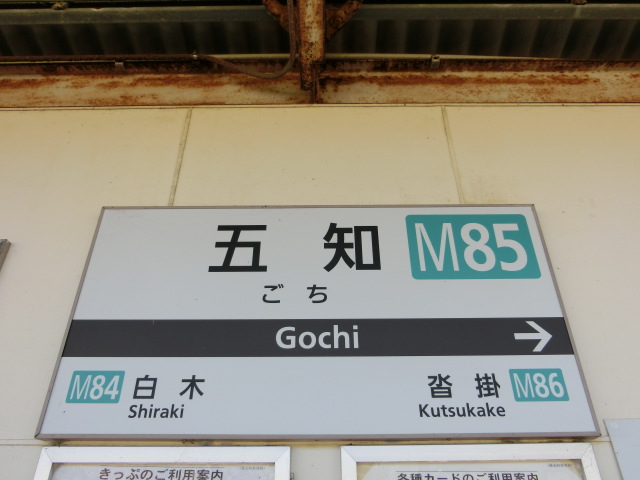 五知 M85
ごち
Gochi →
M84 白木 沓掛 M86
Shiraki Kutsukake
きっぷのご利用案内 各種カードのご利用案内